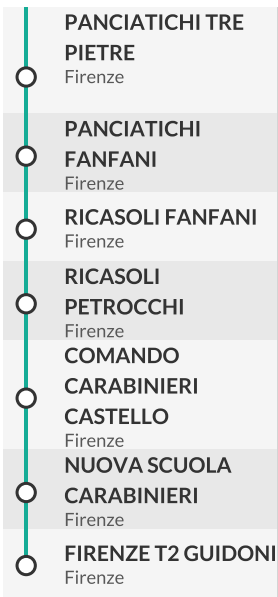 PANCIATICHI TRE
PIETRE
Firenze
PANCIATICHI
FANFANI
Firenze
RICASOLI FANFANI
Firenze
RICASOLI
PETROCCHI
Firenze
COMANDO
CARABINIERI
CASTELLO
Firenze
NUOVA SCUOLA
CARABINIERI
Firenze
FIRENZE T2 GUIDONI
Firenze